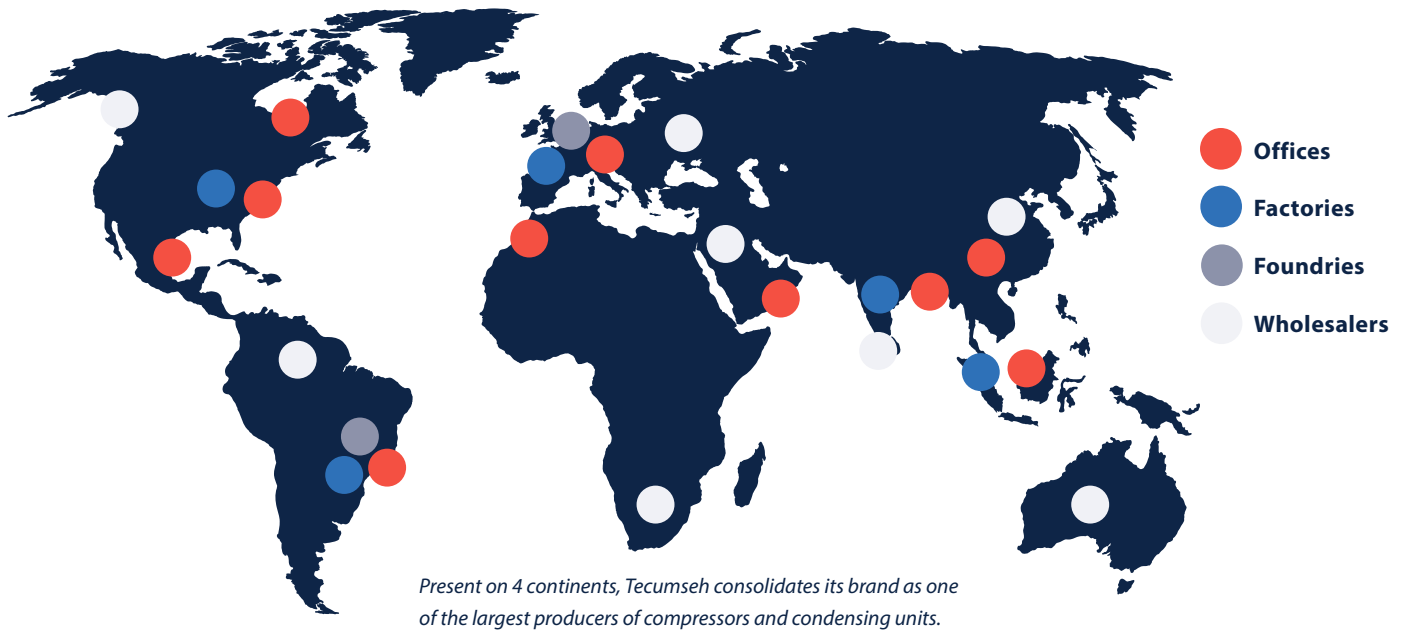 Offices
Factories
Foundries
Wholesalers
Present on 4 continents, Tecumseh consolidates its brand as one
of the largest producers of compressors and condensing units.